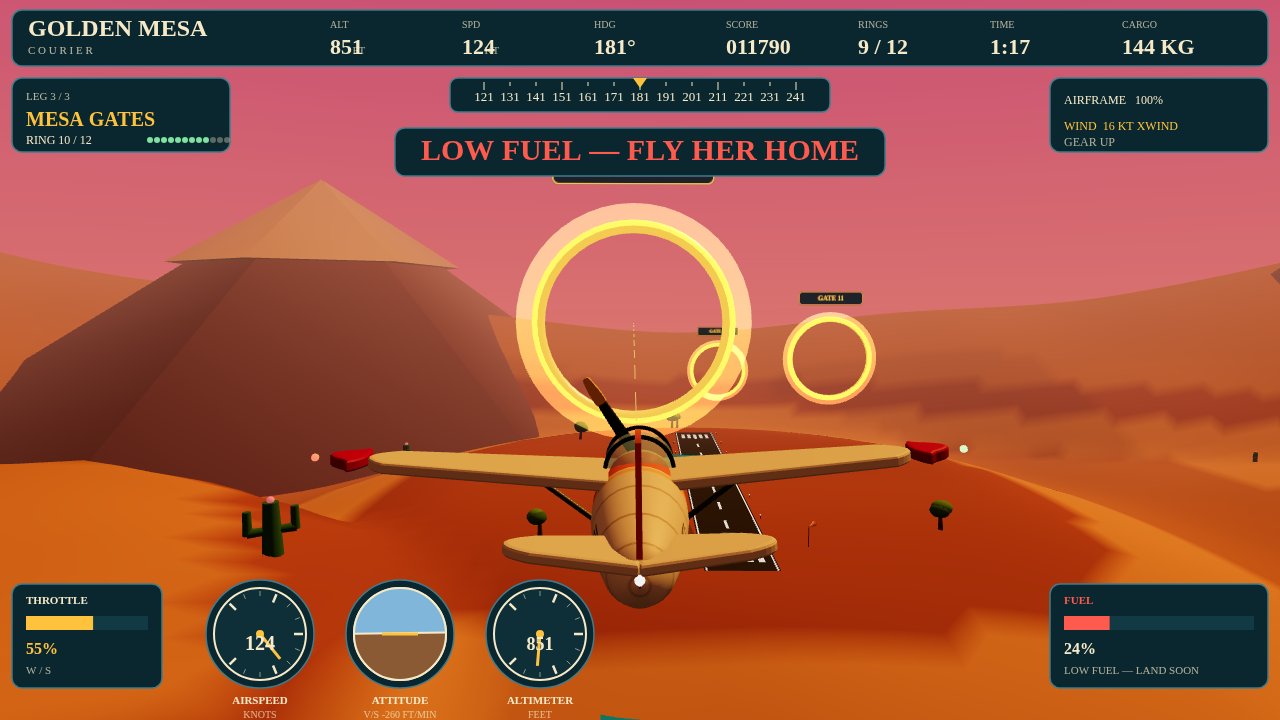 GOLDEN MESA
COURIER
ALT
851
SPD
124
HDG
181°
SCORE
011790
RINGS
9 / 12
TIME
1:17
CARGO
144 KG
LEG 3 / 3
MESA GATES
RING 10 / 12
121 131 141 151 161 171 181 191 201 211 221 231 241
AIRFRAME 100%
WIND 16 KT XWIND
GEAR UP
LOW FUEL — FLY HER HOME
GATE 11
THROTTLE
55%
W / S
124
AIRSPEED
KNOTS
ATTITUDE
V/S -260 FT/MIN
851
ALTIMETER
FEET
FUEL
24%
LOW FUEL — LAND SOON